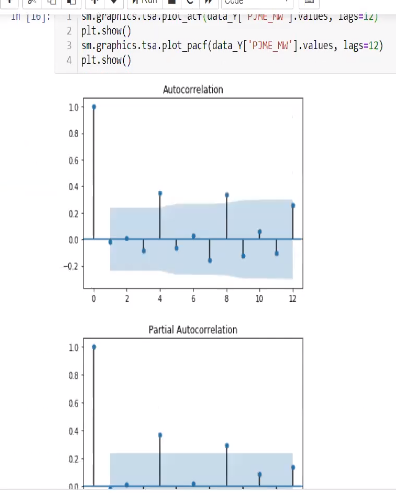 Run Code
In [16]: 1 sm.graphics.tsa.plot_acf(data_Y['PJME_MW'].values, lags=12)
2 plt.show()
3 sm.graphics.tsa.plot_pacf(data_Y['PJME_MW'].values, lags=12)
4 plt.show()
Autocorrelation
1.0
0.8
0.6
0.4
0.2
0.0
−0.2
0 2 4 6 8 10 12
Partial Autocorrelation
1.0
0.8
0.6
0.4
0.2
0.0